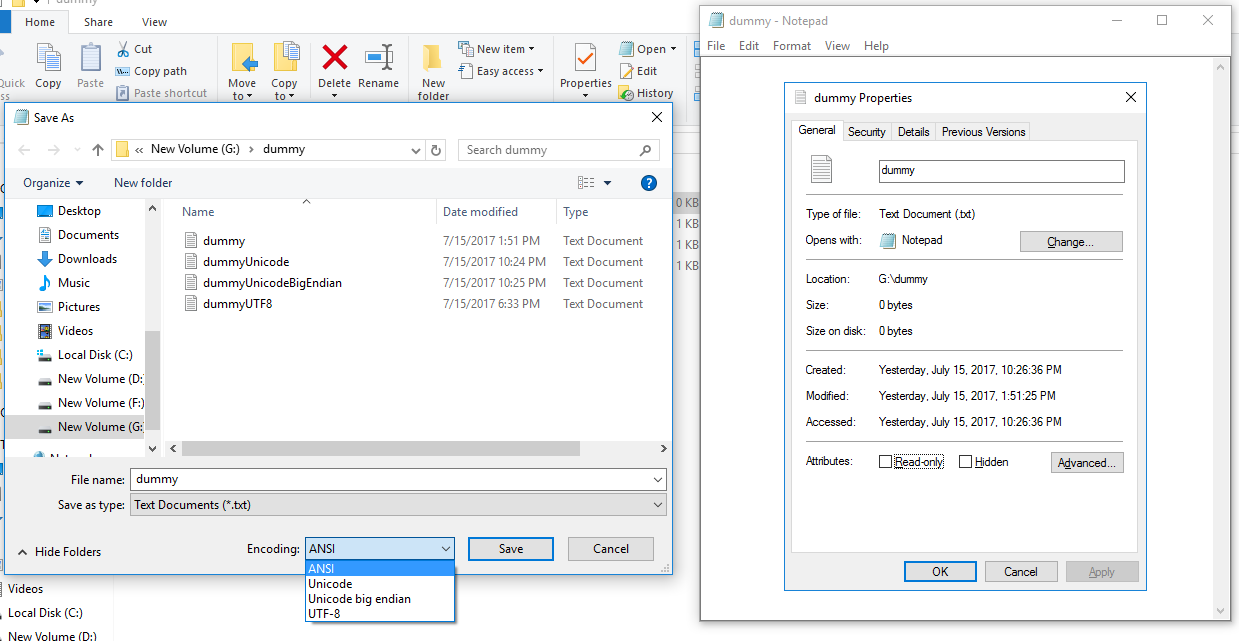 dummy
Home Share View
Cut
Copy path
Paste shortcut
Quick
Copy
Paste
Move to
Copy to
Delete
Rename
New folder
New item
Easy access
Properties
Open
Edit
History
Save As
« New Volume (G:) › dummy
Search dummy
Organize New folder
Desktop
Documents
Downloads
Music
Pictures
Videos
Local Disk (C:)
New Volume (D:
New Volume (F:)
New Volume (G:
Name Date modified Type
dummy 7/15/2017 1:51 PM Text Document
dummyUnicode 7/15/2017 10:24 PM Text Document
dummyUnicodeBigEndian 7/15/2017 10:25 PM Text Document
dummyUTF8 7/15/2017 6:33 PM Text Document
0 KB
1 KB
1 KB
1 KB
File name: dummy
Save as type: Text Documents (*.txt)
Hide Folders
Encoding: ANSI
Save
Cancel
ANSI
Unicode
Unicode big endian
UTF-8
Videos
Local Disk (C:)
New Volume (D:)
dummy - Notepad
File Edit Format View Help
dummy Properties
General Security Details Previous Versions
dummy
Type of file: Text Document (.txt)
Opens with: Notepad Change...
Location: G:\dummy
Size: 0 bytes
Size on disk: 0 bytes
Created: Yesterday, July 15, 2017, 10:26:36 PM
Modified: Yesterday, July 15, 2017, 1:51:25 PM
Accessed: Yesterday, July 15, 2017, 10:26:36 PM
Attributes: Read-only Hidden Advanced...
OK Cancel Apply